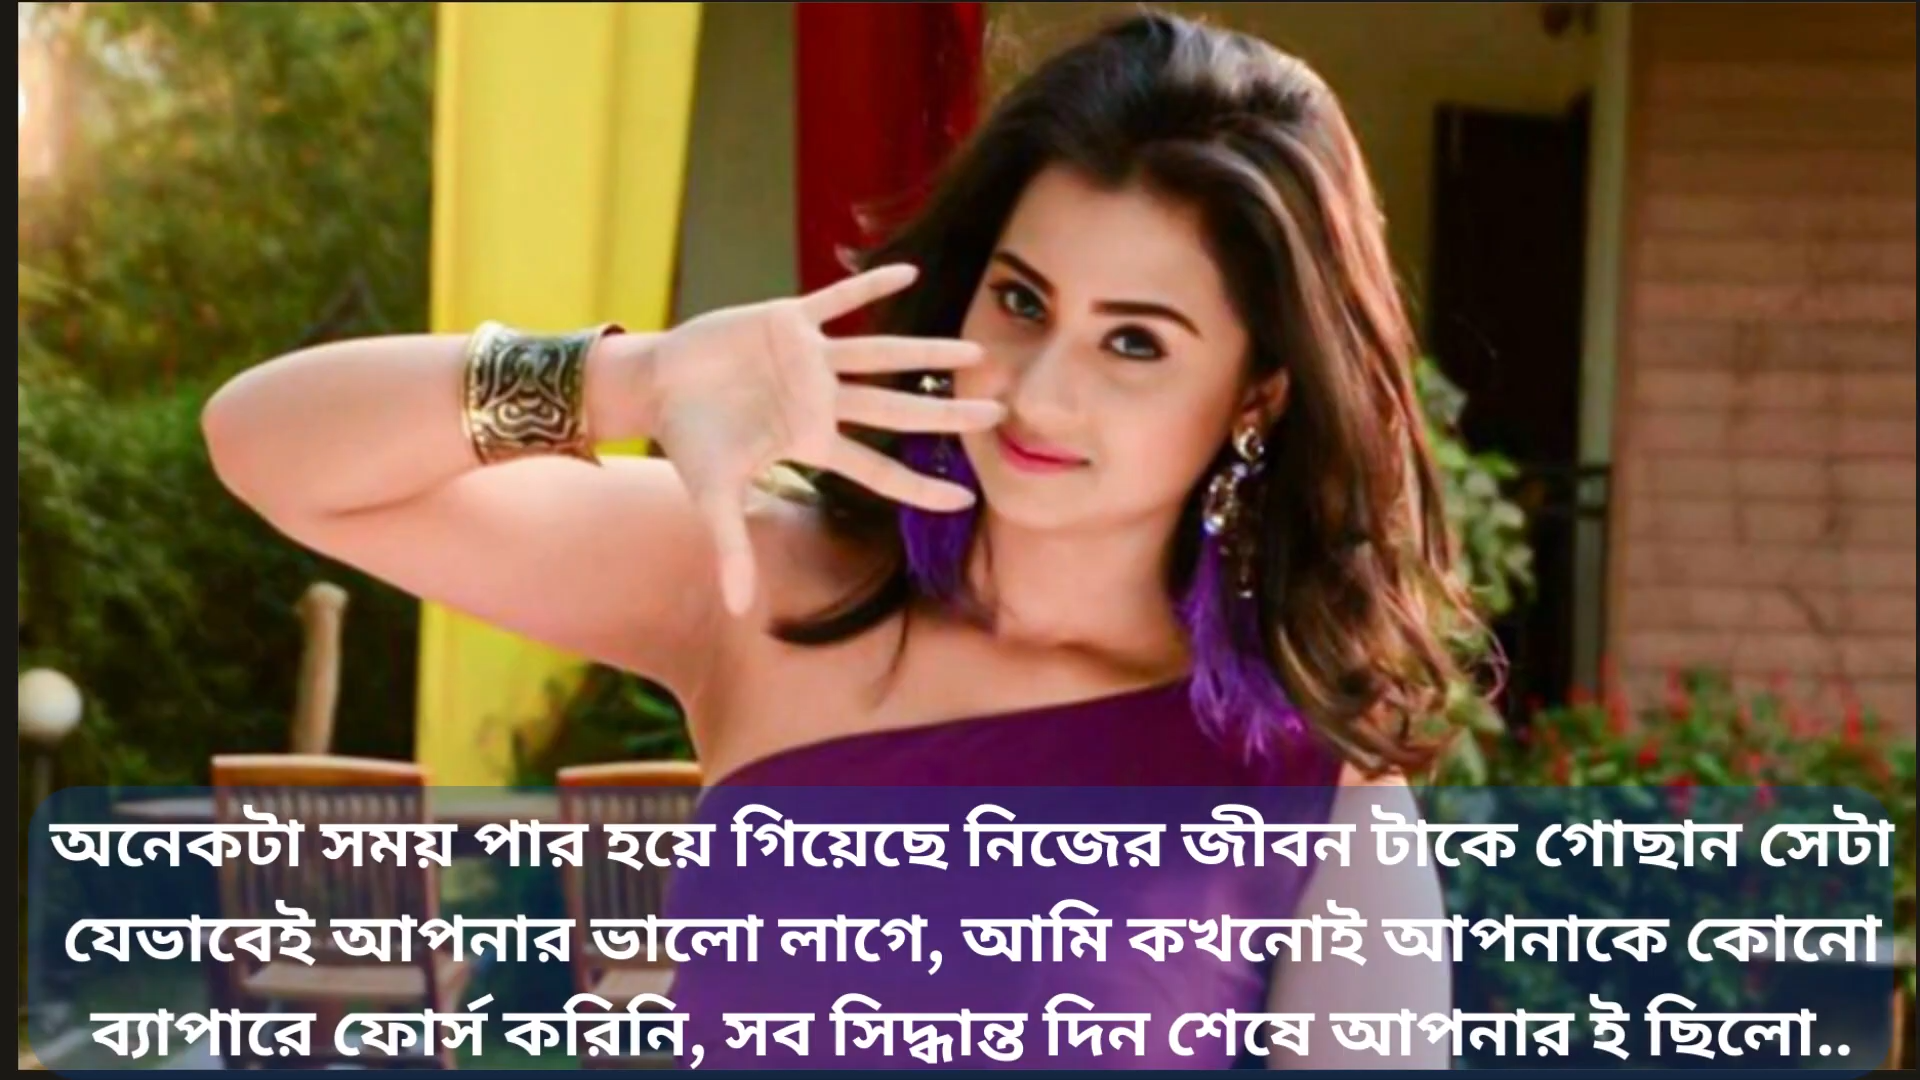 অনেকটা সময় পার হয়ে গিয়েছে নিজের জীবন টাকে গোছান সেটা
যেভাবেই আপনার ভালো লাগে, আমি কখনোই আপনাকে কোনো
ব্যাপারে ফোর্স করিনি, সব সিদ্ধান্ত দিন শেষে আপনার ই ছিলো..